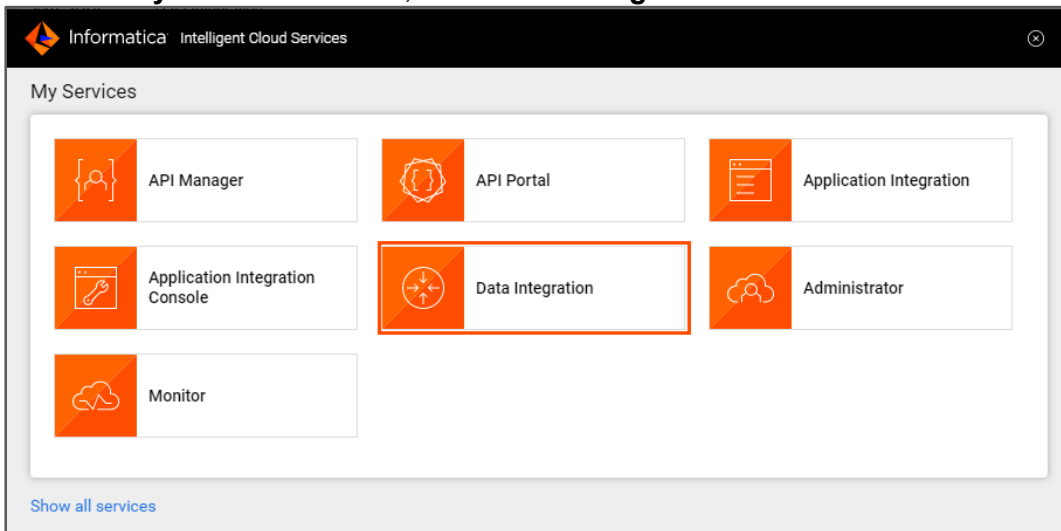 Informatica Intelligent Cloud Services
My Services
API Manager
API Portal
Application Integration
Application Integration
Console
Data Integration
Administrator
Monitor
Show all services